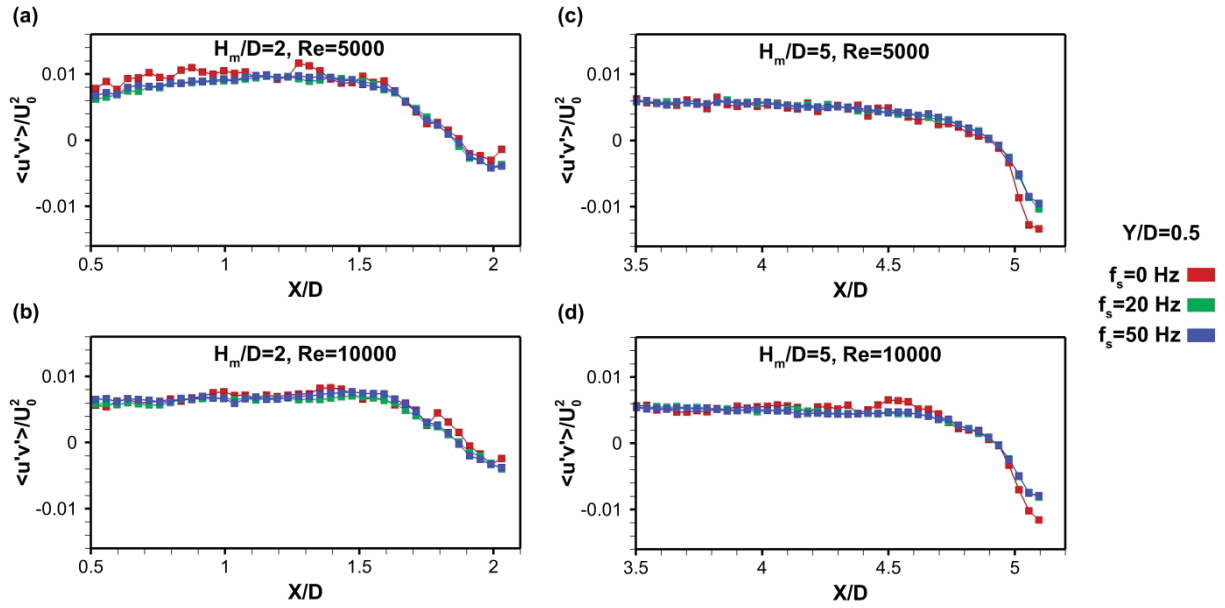 (a)
H_m/D=2, Re=5000
<u'v'>/U_0^2
0.01
0
-0.01
0.5
1
1.5
2
X/D
(b)
H_m/D=2, Re=10000
<u'v'>/U_0^2
0.01
0
-0.01
0.5
1
1.5
2
X/D
(c)
H_m/D=5, Re=5000
<u'v'>/U_0^2
0.01
0
-0.01
3.5
4
4.5
5
X/D
(d)
H_m/D=5, Re=10000
<u'v'>/U_0^2
0.01
0
-0.01
3.5
4
4.5
5
X/D
Y/D=0.5
f_s=0 Hz
f_s=20 Hz
f_s=50 Hz